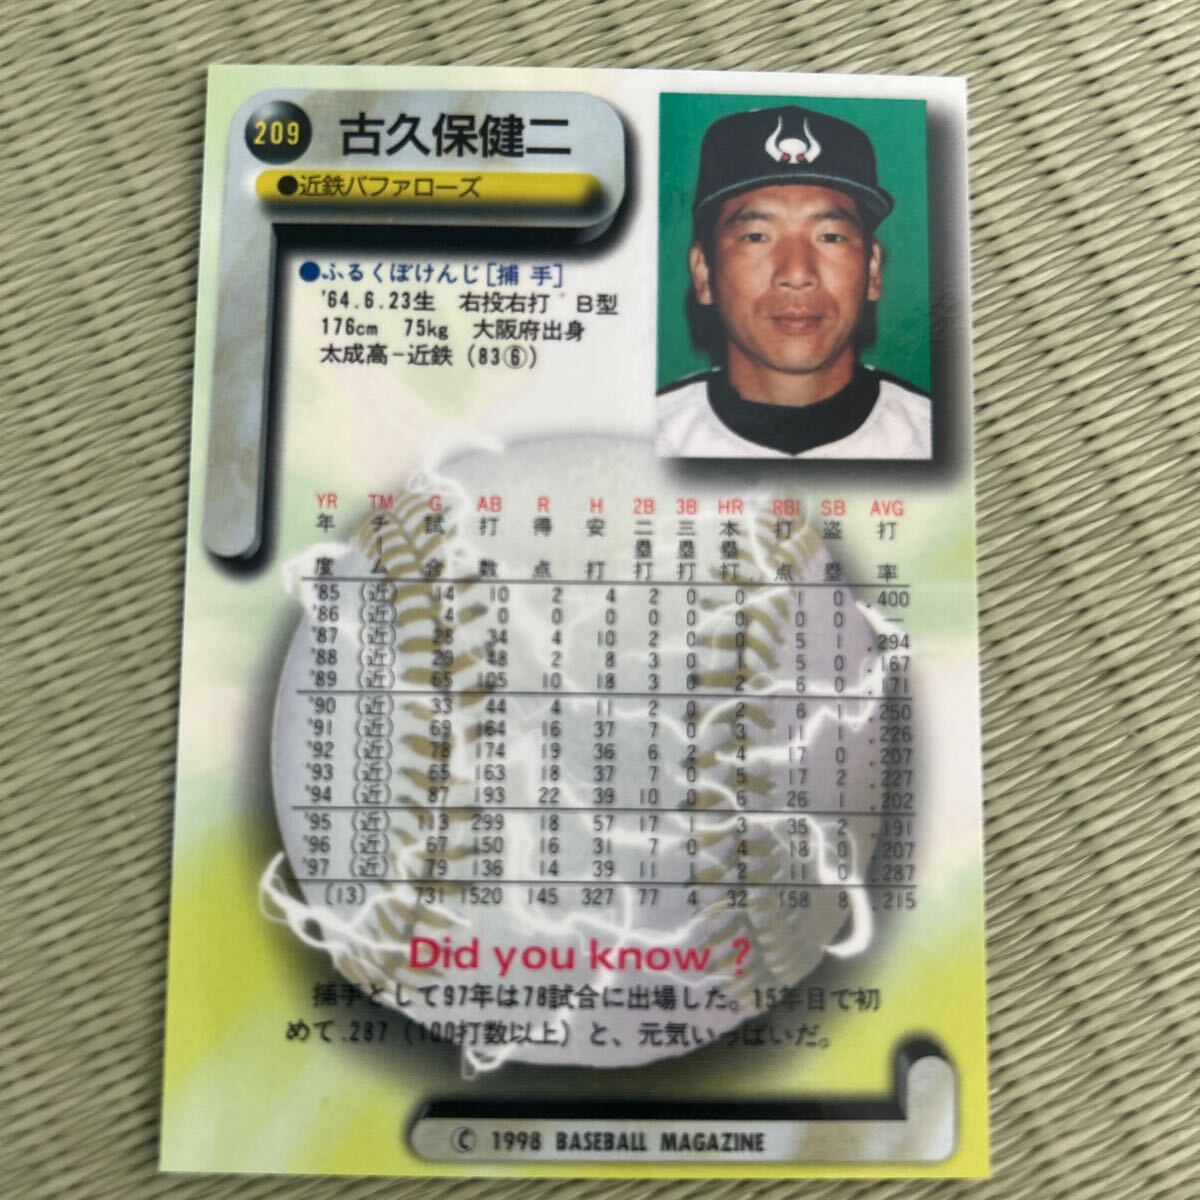 209 古久保健二
●近鉄バファローズ
●ふるくぼけんじ[捕 手]
'64.6.23生 右投右打 B型
176cm 75kg 大阪府出身
太成高-近鉄 (83⑥)
YR TM G AB R H 2B 3B HR RBI SB AVG
年度 チーム 試合 打数 得点 安打 二塁打 三塁打 本塁打 打点 盗塁 打率
'85 (近) 14 10 2 4 2 0 0 1 0 .400
'86 (近) 4 0 0 0 0 0 0 0 0 —
'87 (近) 28 34 4 10 2 0 0 5 1 .294
'88 (近) 29 48 2 8 3 0 1 5 0 .167
'89 (近) 65 105 10 18 3 0 2 6 0 .171
'90 (近) 33 44 4 11 2 0 2 6 1 .250
'91 (近) 69 164 16 37 7 0 3 11 1 .226
'92 (近) 78 174 19 36 6 2 4 17 0 .207
'93 (近) 65 163 18 37 7 0 5 17 2 .227
'94 (近) 87 193 22 39 10 0 6 26 1 .202
'95 (近) 113 299 18 57 17 1 3 35 2 .191
'96 (近) 67 150 16 31 7 0 4 18 0 .207
'97 (近) 79 136 14 39 11 1 2 11 0 .287
(13) 731 1520 145 327 77 4 32 158 8 .215
Did you know ?
捕手として97年は78試合に出場した。15年目で初
めて.287 (100打数以上) と、元気いっぱいだ。
© 1998 BASEBALL MAGAZINE